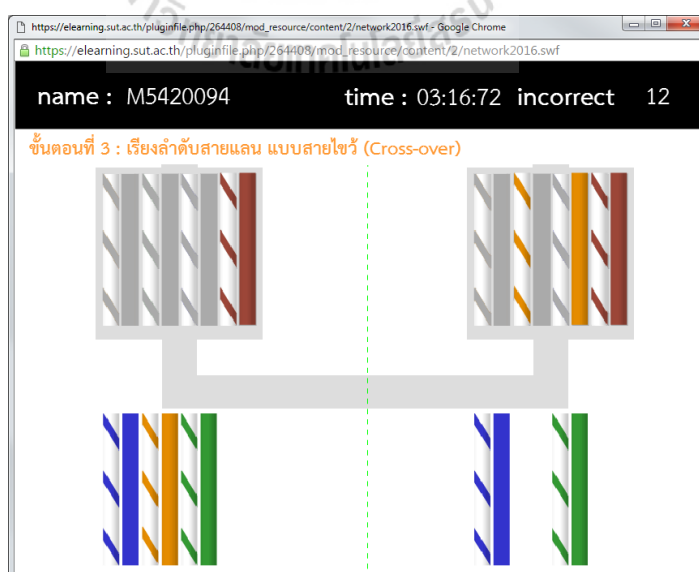 https://elearning.sut.ac.th/pluginfile.php/264408/mod_resource/content/2/network2016.swf - Google Chrome
https://elearning.sut.ac.th/pluginfile.php/264408/mod_resource/content/2/network2016.swf
name : M5420094 time : 03:16:72 incorrect 12
ขั้นตอนที่ 3 : เรียงลำดับสายแลน แบบสายไขว้ (Cross-over)